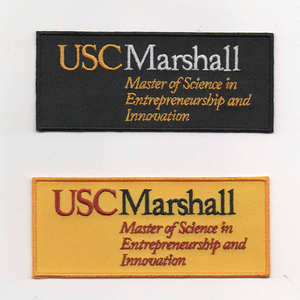 USC Marshall
Master of Science in
Entrepreneurship and
Innovation
USC Marshall
Master of Science in
Entrepreneurship and
Innovation